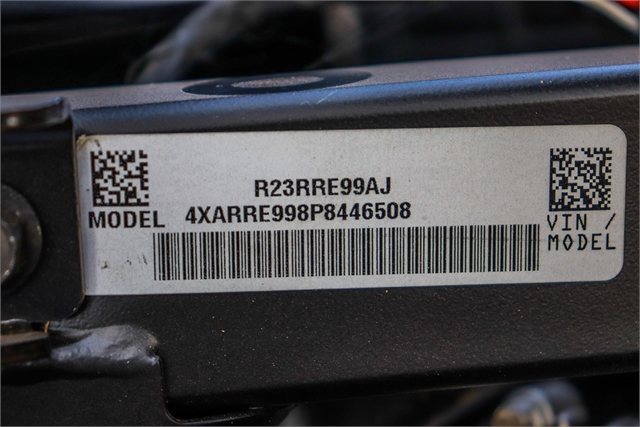 R23RRE99AJ
MODEL 4XARRE998P8446508
VIN /
MODEL